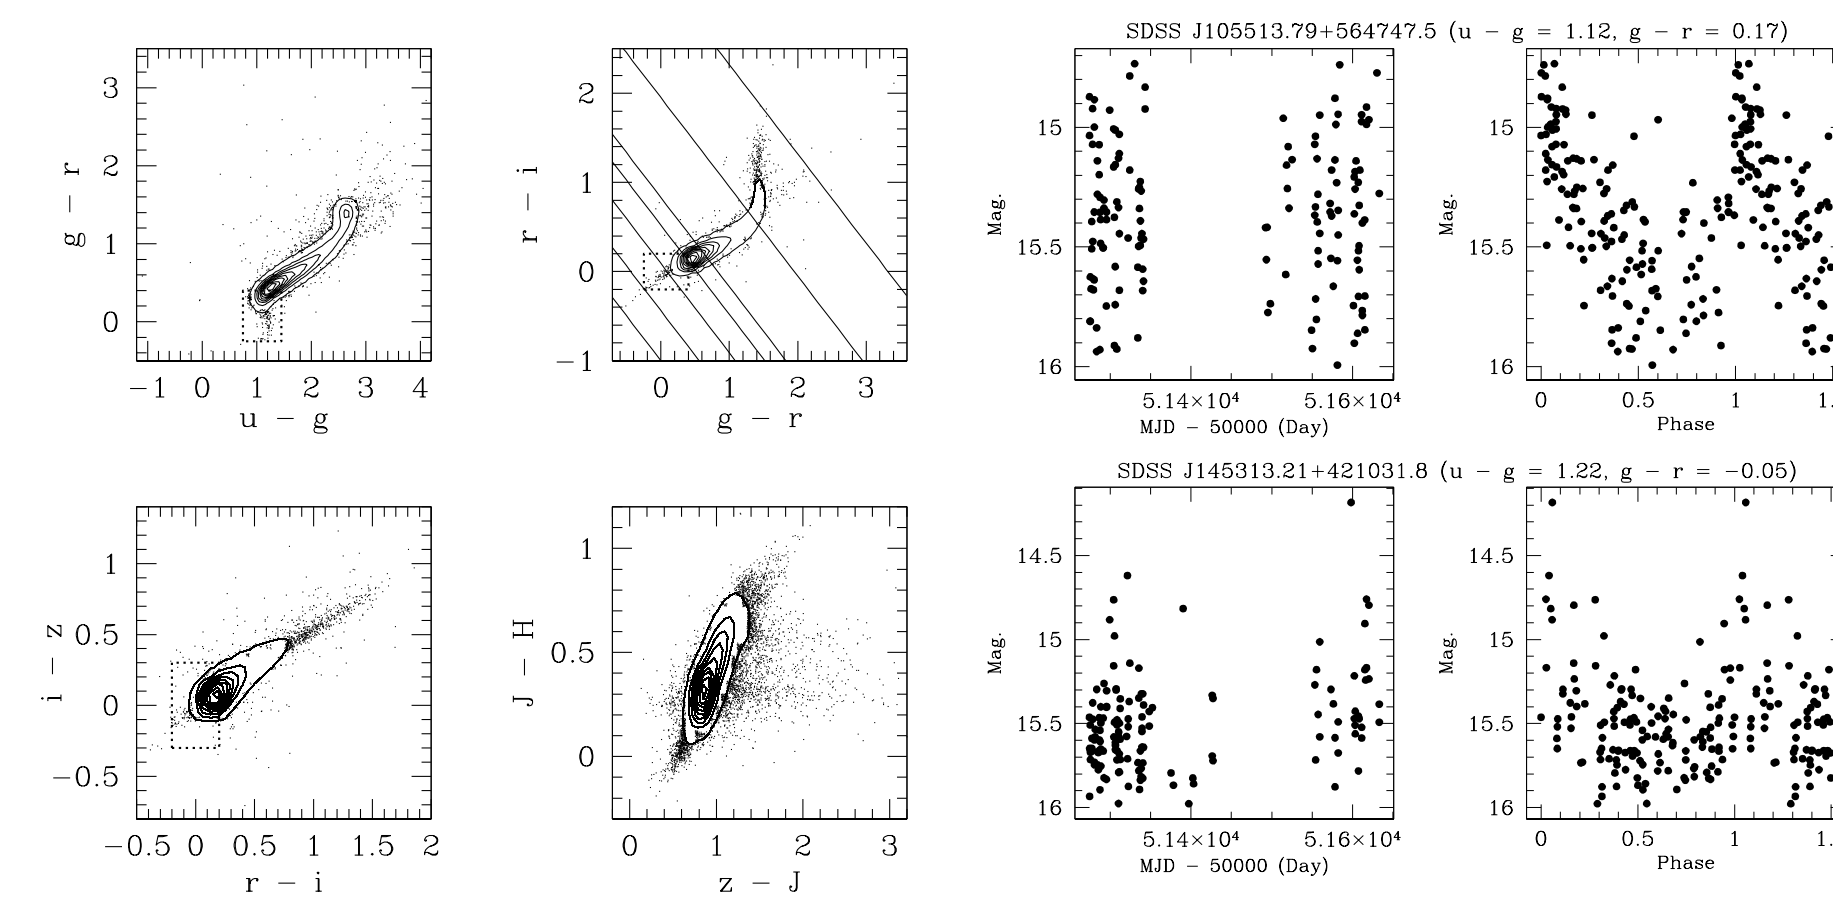 3
2
1
0
g − r
−1 0 1 2 3 4
u − g
2
1
0
−1
r − i
0 1 2 3
g − r
SDSS J105513.79+564747.5 (u − g = 1.12, g − r = 0.17)
15
15.5
16
Mag.
5.14×10⁴ 5.16×10⁴
MJD − 50000 (Day)
15
15.5
16
Mag.
0 0.5 1 1.
Phase
1
0.5
0
−0.5
i − z
−0.5 0 0.5 1 1.5 2
r − i
1
0.5
0
J − H
0 1 2 3
z − J
SDSS J145313.21+421031.8 (u − g = 1.22, g − r = −0.05)
14.5
15
15.5
16
Mag.
5.14×10⁴ 5.16×10⁴
MJD − 50000 (Day)
14.5
15
15.5
16
Mag.
0 0.5 1 1.
Phase